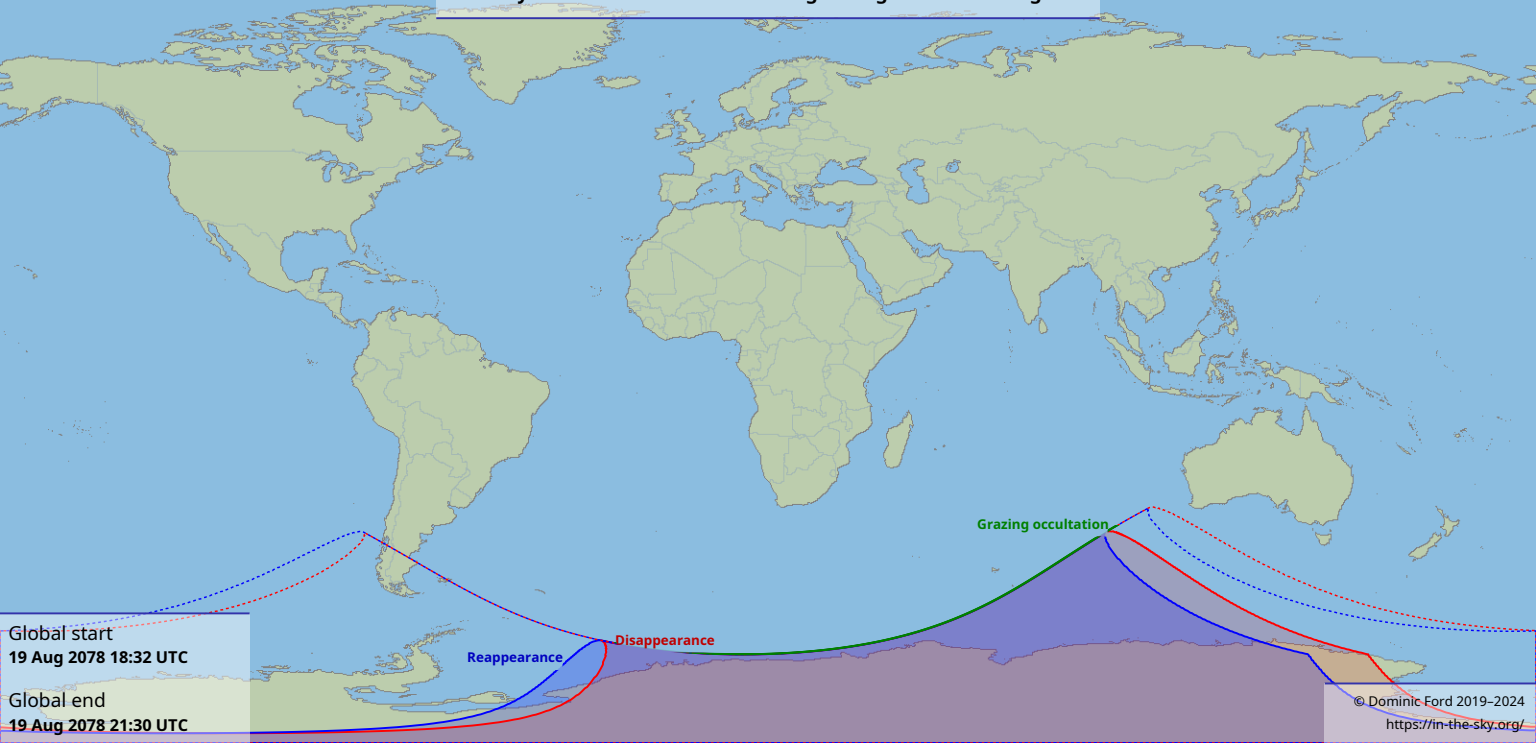 Grazing occultation
Disappearance
Reappearance
Global start
19 Aug 2078 18:32 UTC
Global end
19 Aug 2078 21:30 UTC
© Dominic Ford 2019–2024
https://in-the-sky.org/